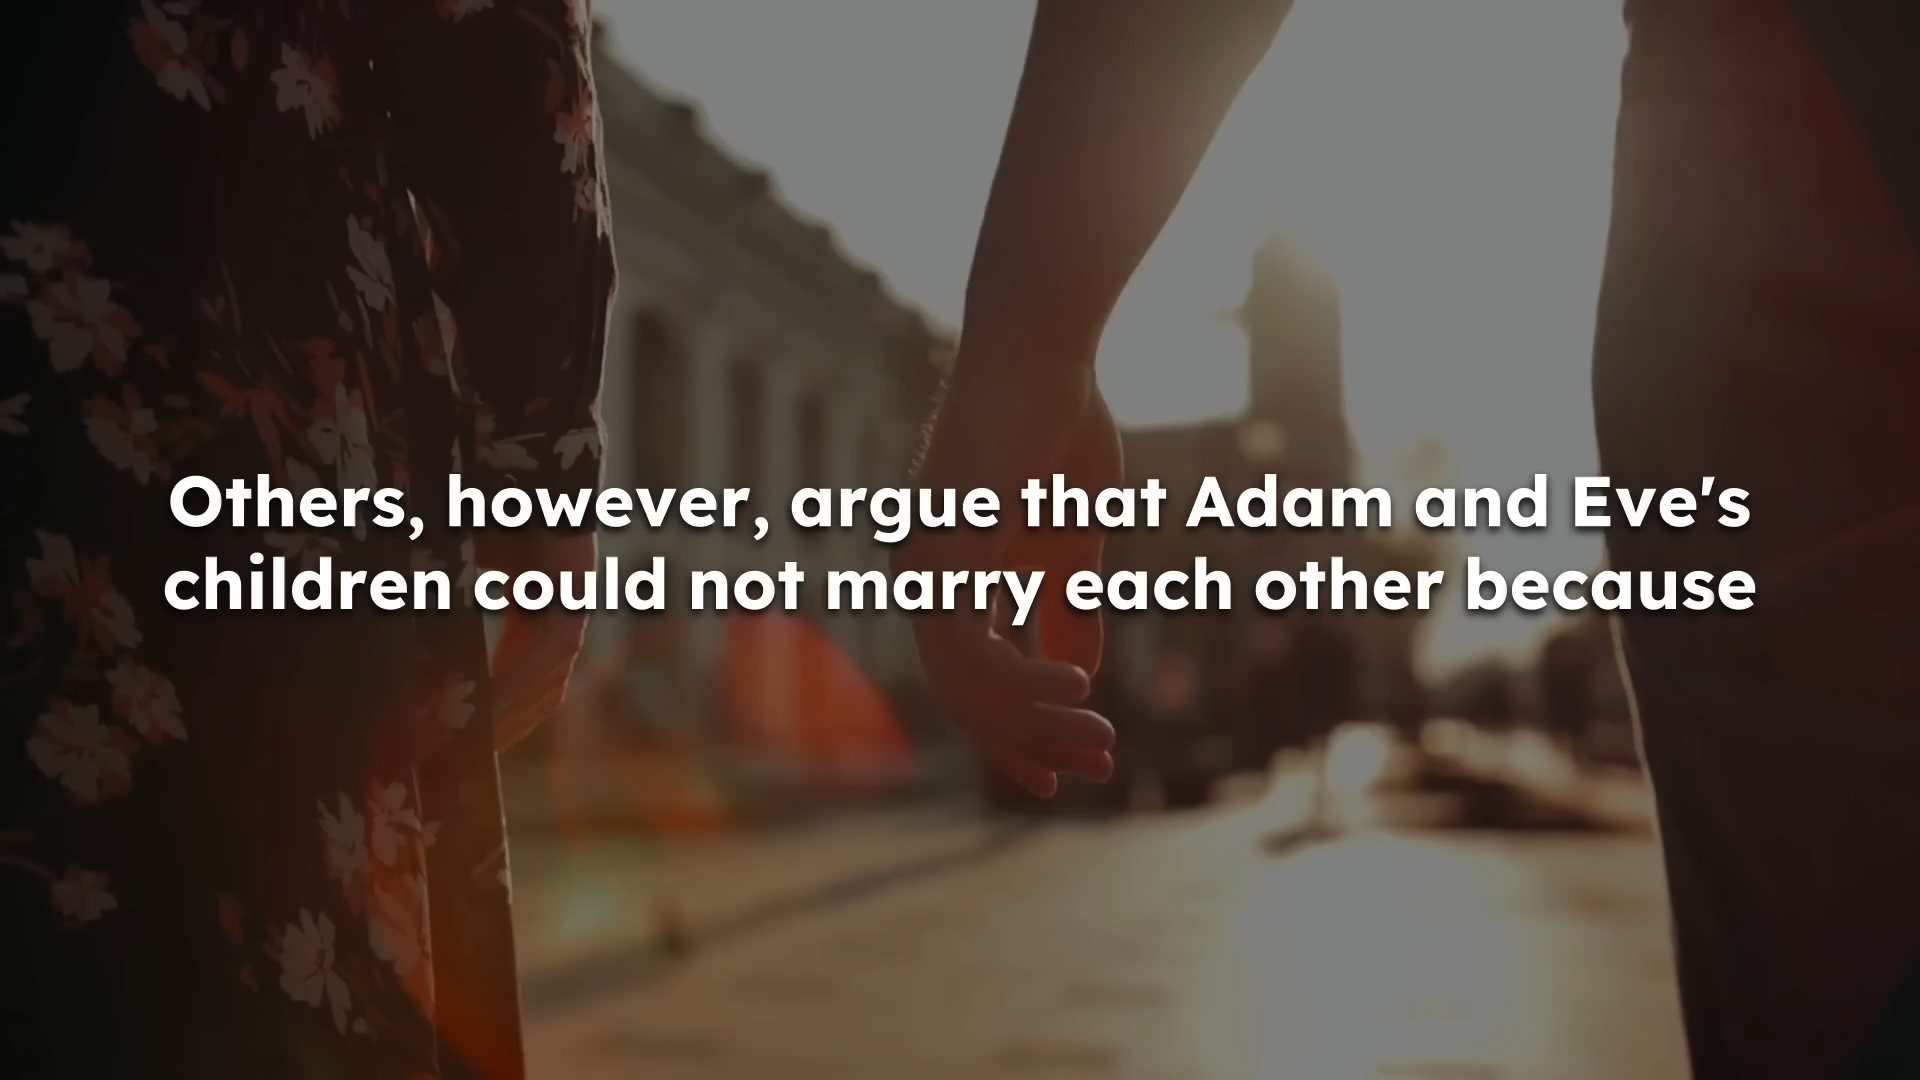 Others, however, argue that Adam and Eve's
children could not marry each other because